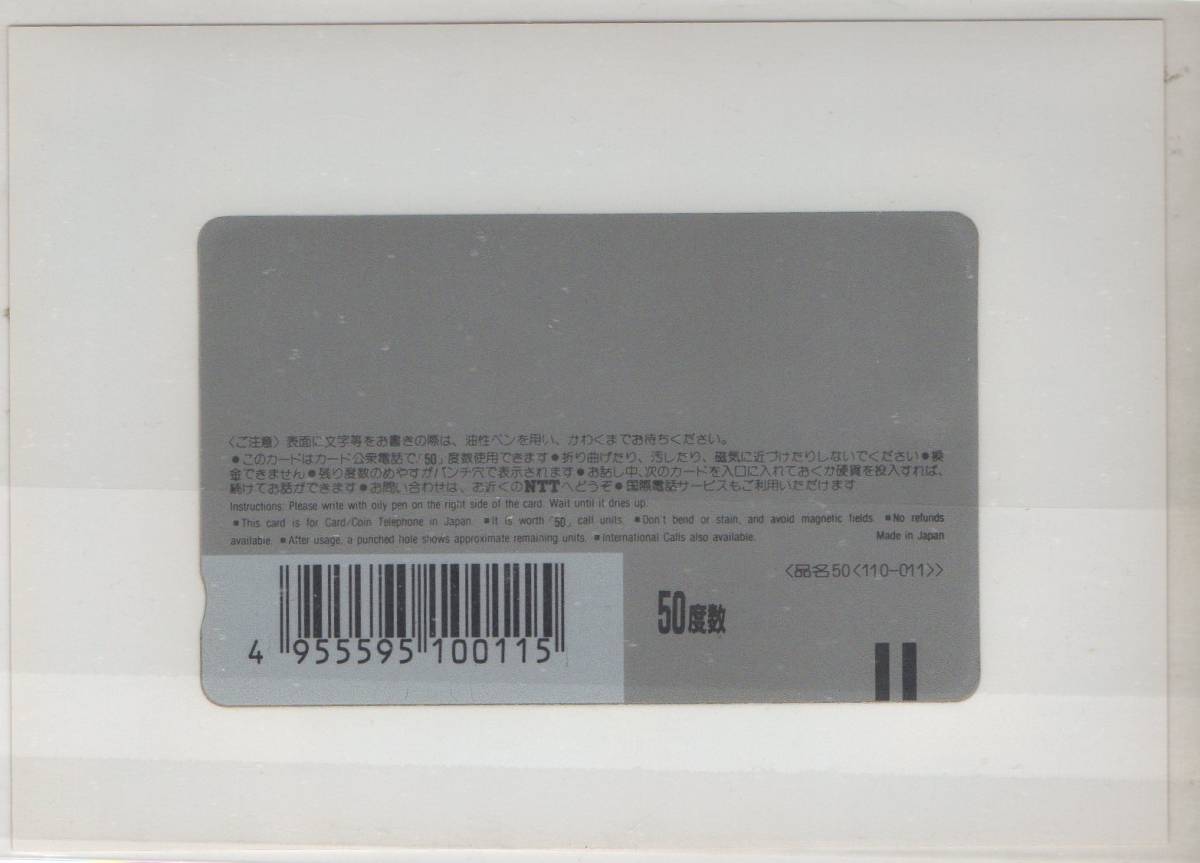 〈ご注意〉表面に文字等をお書きの際は、油性ペンを用い、かわくまでお待ちください。
●このカードはカード公衆電話で「50」度数使用できます●折り曲げたり、汚したり、磁気に近づけたりしないでください●換
金できません●残り度数のめやすがパンチ穴で表示されます●お話し中、次のカードを入口に入れておくか硬貨を投入すれば、
続けてお話ができます●お問い合わせは、お近くのNTTへどうぞ●国際電話サービスもご利用いただけます
Instructions: Please write with oily pen on the right side of the card. Wait until it dries up.
■This card is for Card/Coin Telephone in Japan. ■It is worth "50" call units. ■Don't bend or stain, and avoid magnetic fields. ■No refunds
available. ■After usage, a punched hole shows approximate remaining units. ■International Calls also available. Made in Japan
〈品名50〈110-011〉〉
50度数
4 955595 100115